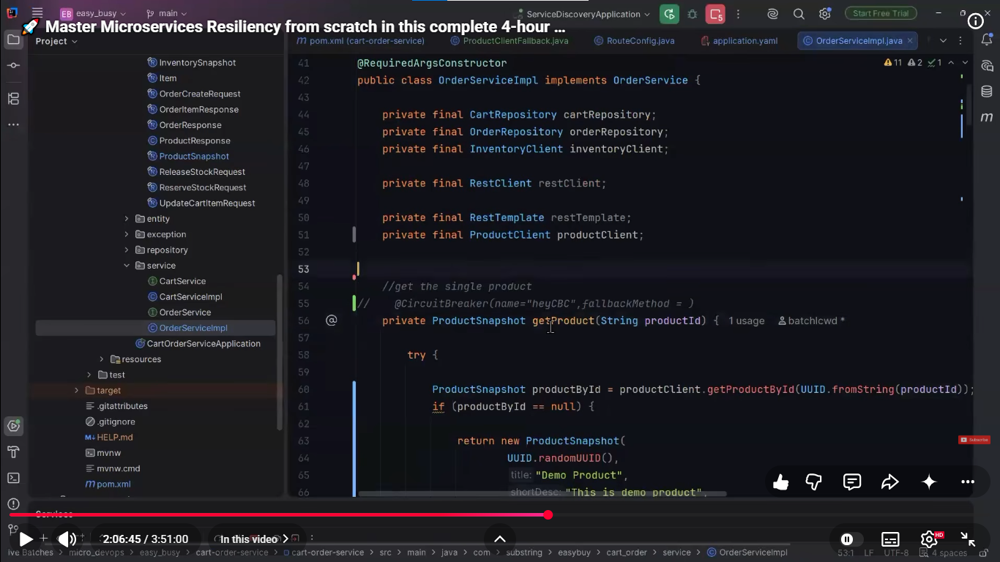 EB easy_busy main ServiceDiscoveryApplication 5 Start Free Trial
🚀 Master Microservices Resiliency from scratch in this complete 4-hour ...
Project
pom.xml (cart-order-service) ProductClientFallback.java RouteConfig.java application.yaml OrderServiceImpl.java
InventorySnapshot
Item
OrderCreateRequest
OrderItemResponse
OrderResponse
ProductResponse
ProductSnapshot
ReleaseStockRequest
ReserveStockRequest
UpdateCartItemRequest
entity
exception
repository
service
CartService
CartServiceImpl
OrderService
OrderServiceImpl
CartOrderServiceApplication
resources
test
target
.gitattributes
.gitignore
HELP.md
mvnw
mvnw.cmd
pom.xml
11 2 1
41 @RequiredArgsConstructor
42 public class OrderServiceImpl implements OrderService {
43
44 private final CartRepository cartRepository;
45 private final OrderRepository orderRepository;
46 private final InventoryClient inventoryClient;
47
48 private final RestClient restClient;
49
50 private final RestTemplate restTemplate;
51 private final ProductClient productClient;
52
53
54 //get the single product
55 // @CircuitBreaker(name="heyCBC",fallbackMethod = )
56 private ProductSnapshot getProduct(String productId) { 1 usage batchlcwd *
57
58 try {
59
60 ProductSnapshot productById = productClient.getProductById(UUID.fromString(productId));
61 if (productById == null) {
62
63 return new ProductSnapshot(
64 UUID.randomUUID(),
65 title: "Demo Product",
66 shortDesc: "This is demo product",
Subscribe
Services
2:06:45 / 3:51:00 In this video HD
ive Batches micro_devops easy_busy cart-order-service src main java com substring easybuy cart_order service OrderServiceImpl 53:1 LF UTF-8 4 spaces